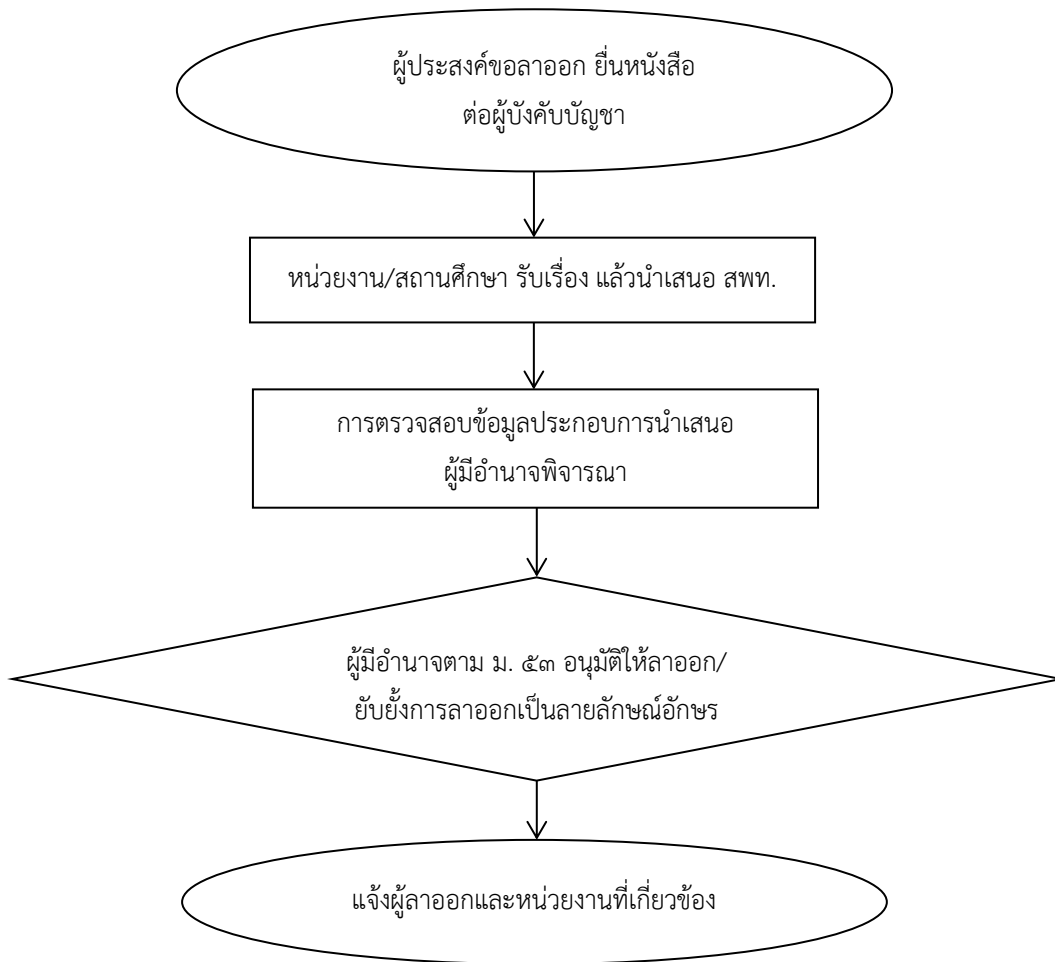 ผู้ประสงค์ขอลาออก ยื่นหนังสือ
ต่อผู้บังคับบัญชา
หน่วยงาน/สถานศึกษา รับเรื่อง แล้วนำเสนอ สพท.
การตรวจสอบข้อมูลประกอบการนำเสนอ
ผู้มีอำนาจพิจารณา
ผู้มีอำนาจตาม ม. ๕๓ อนุมัติให้ลาออก/
ยับยั้งการลาออกเป็นลายลักษณ์อักษร
แจ้งผู้ลาออกและหน่วยงานที่เกี่ยวข้อง